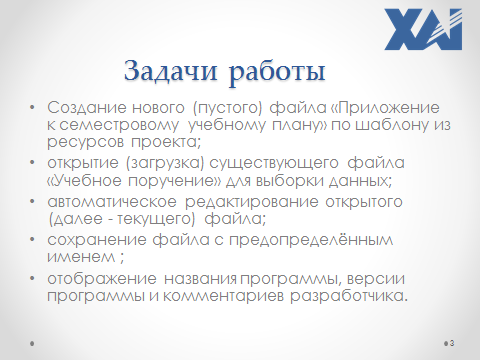 ХАІ
Задачи работы
• Создание нового (пустого) файла «Приложение
к семестровому учебному плану» по шаблону из
ресурсов проекта;
• открытие (загрузка) существующего файла
«Учебное поручение» для выборки данных;
• автоматическое редактирование открытого
(далее - текущего) файла;
• сохранение файла с предопределённым
именем ;
• отображение названия программы, версии
программы и комментариев разработчика.
3